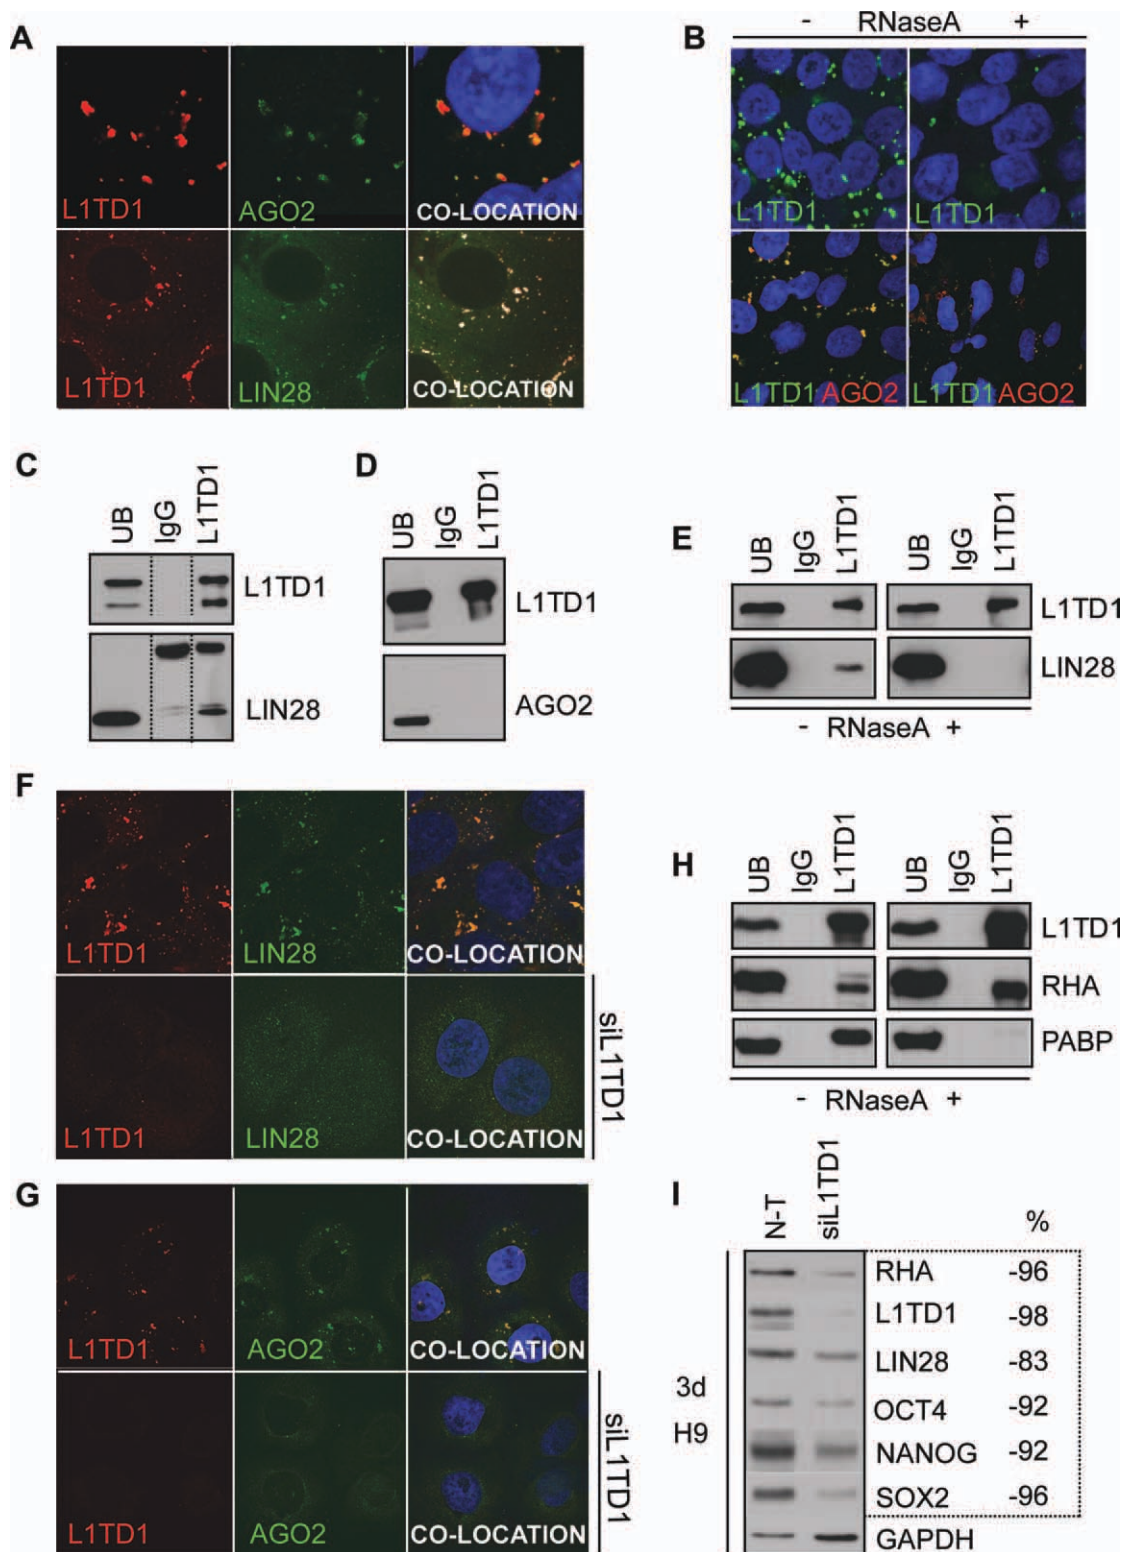 A
L1TD1 AGO2 CO-LOCATION
L1TD1 LIN28 CO-LOCATION
B
- RNaseA +
L1TD1 L1TD1
L1TD1 AGO2 L1TD1 AGO2
C
UB IgG L1TD1
L1TD1
LIN28
D
UB IgG L1TD1
L1TD1
AGO2
E
UB IgG L1TD1 UB IgG L1TD1
L1TD1
LIN28
- RNaseA +
F
L1TD1 LIN28 CO-LOCATION
L1TD1 LIN28 CO-LOCATION
siL1TD1
G
L1TD1 AGO2 CO-LOCATION
L1TD1 AGO2 CO-LOCATION
siL1TD1
H
UB IgG L1TD1 UB IgG L1TD1
L1TD1
RHA
PABP
- RNaseA +
I
N-T siL1TD1 %
3d
H9
RHA -96
L1TD1 -98
LIN28 -83
OCT4 -92
NANOG -92
SOX2 -96
GAPDH